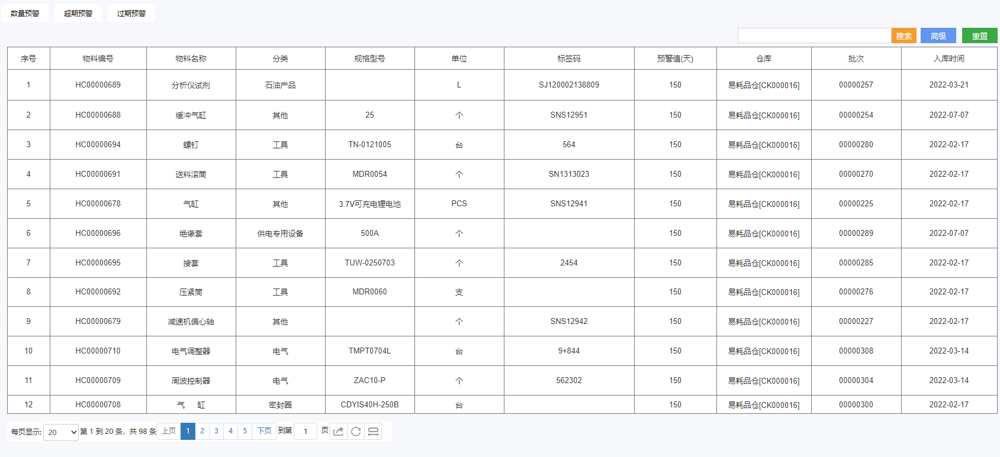 数量预警 超期预警 过期预警
搜索 高级 重置
序号 物料编号 物料名称 分类 规格型号 单位 标签码 预警值(天) 仓库 批次 入库时间
1 HC00000689 分析仪试剂 石油产品 L SJ120002138809 150 易耗品仓[CK000016] 00000257 2022-03-21
2 HC00000688 缓冲气缸 其他 25 个 SNS12951 150 易耗品仓[CK000016] 00000254 2022-07-07
3 HC00000694 螺钉 工具 TN-0121005 台 564 150 易耗品仓[CK000016] 00000280 2022-02-17
4 HC00000691 送料滚筒 工具 MDR0054 个 SN1313023 150 易耗品仓[CK000016] 00000270 2022-02-17
5 HC00000678 气缸 其他 3.7V可充电锂电池 PCS SNS12941 150 易耗品仓[CK000016] 00000225 2022-02-17
6 HC00000696 绝缘套 供电专用设备 500A 个 150 易耗品仓[CK000016] 00000289 2022-07-07
7 HC00000695 接套 工具 TUW-0250703 个 2454 150 易耗品仓[CK000016] 00000285 2022-02-17
8 HC00000692 压紧筒 工具 MDR0060 支 150 易耗品仓[CK000016] 00000276 2022-02-17
9 HC00000679 减速机偏心轴 其他 个 SNS12942 150 易耗品仓[CK000016] 00000227 2022-02-17
10 HC00000710 电气调整器 电气 TMPT0704L 台 9+844 150 易耗品仓[CK000016] 00000308 2022-03-14
11 HC00000709 周波控制器 电气 ZAC10-P 个 562302 150 易耗品仓[CK000016] 00000304 2022-03-14
12 HC00000708 气 缸 密封圈 CDYIS40H-250B 台 150 易耗品仓[CK000016] 00000300 2022-02-17
每页显示: 20 第 1 到 20 条，共 98 条 上页 1 2 3 4 5 下页 到第 1 页